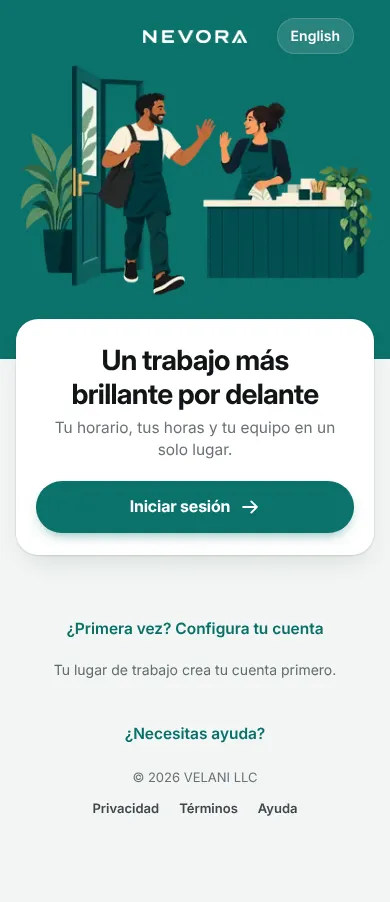 NEVORA
English
Un trabajo más
brillante por delante
Tu horario, tus horas y tu equipo en un
solo lugar.
Iniciar sesión →
¿Primera vez? Configura tu cuenta
Tu lugar de trabajo crea tu cuenta primero.
¿Necesitas ayuda?
© 2026 VELANI LLC
Privacidad Términos Ayuda